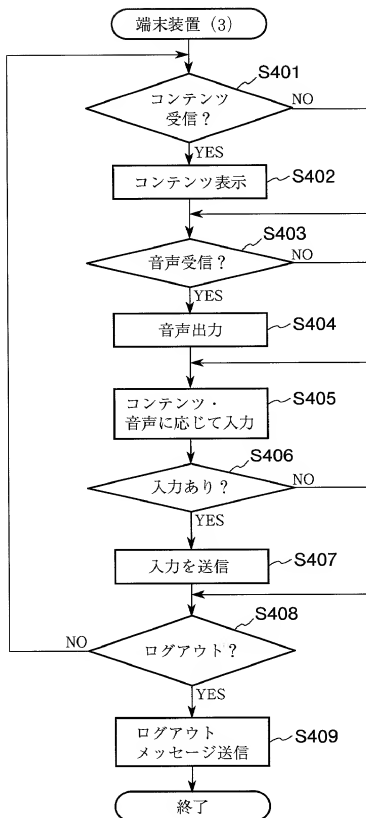 端末装置（3）
S401
コンテンツ
受信？
NO
YES
コンテンツ表示
S402
S403
音声受信？
NO
YES
音声出力
S404
コンテンツ・
音声に応じて入力
S405
S406
入力あり？
NO
YES
入力を送信
S407
S408
NO
ログアウト？
YES
ログアウト
メッセージ送信
S409
終了